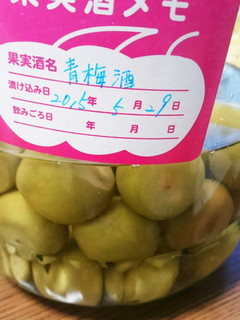 果実酒メモ
果実酒名 青梅酒
漬け込み日 2015年 5月 29日
飲みごろ日 年 月 日